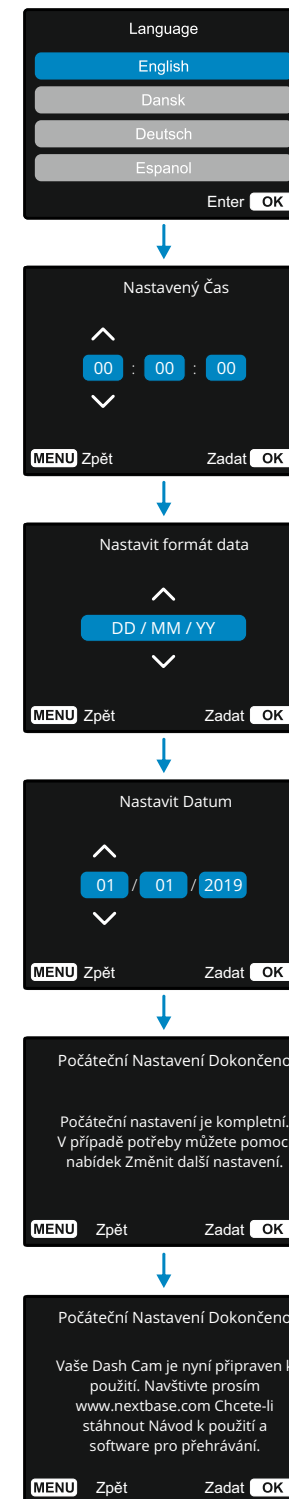 Language
English
Dansk
Deutsch
Espanol
Enter OK
Nastavený Čas
00 : 00 : 00
MENU Zpět Zadat OK
Nastavit formát data
DD / MM / YY
MENU Zpět Zadat OK
Nastavit Datum
01 / 01 / 2019
MENU Zpět Zadat OK
Počáteční Nastavení Dokončeno
Počáteční nastavení je kompletní.
V případě potřeby můžete pomoc
nabídek Změnit další nastavení.
MENU Zpět Zadat OK
Počáteční Nastavení Dokončeno
Vaše Dash Cam je nyní připraven k
použití. Navštivte prosím
www.nextbase.com Chcete-li
stáhnout Návod k použití a
software pro přehrávání.
MENU Zpět Zadat OK